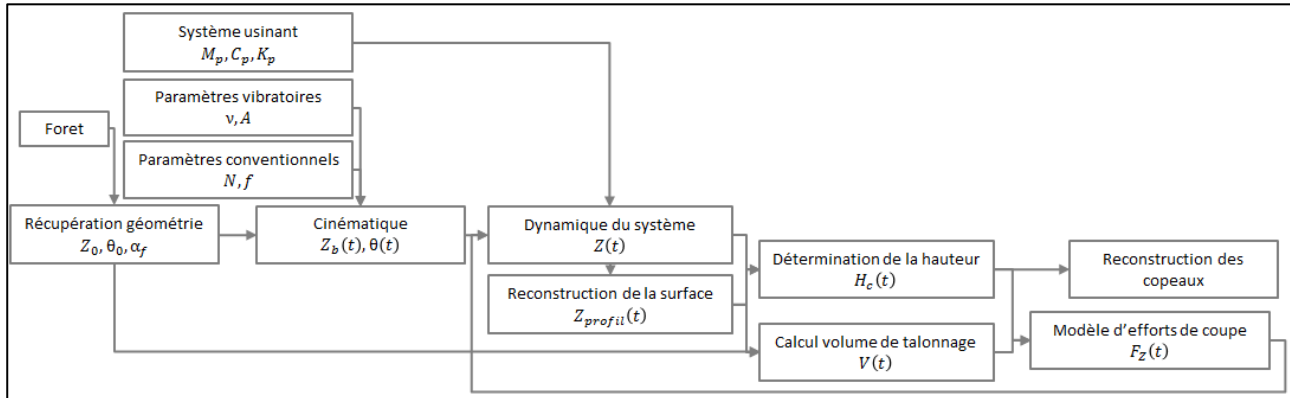 Système usinant
M_p, C_p, K_p
Paramètres vibratoires
ν, A
Foret
Paramètres conventionnels
N, f
Récupération géométrie
Z_0, θ_0, α_f
Cinématique
Z_b(t), θ(t)
Dynamique du système
Z(t)
Reconstruction de la surface
Z_profil(t)
Détermination de la hauteur
H_c(t)
Calcul volume de talonnage
V(t)
Reconstruction des
copeaux
Modèle d'efforts de coupe
F_Z(t)